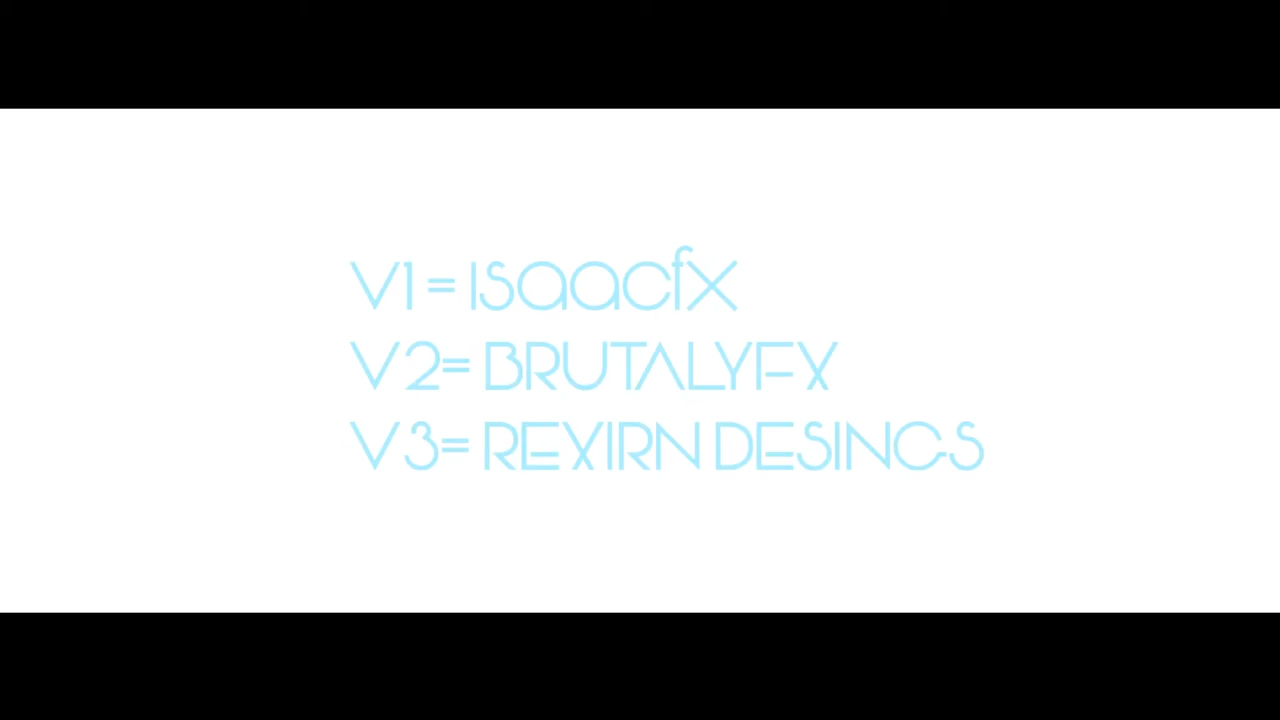 V1 = Isaacfx
V2= BRUTALYFX
V3= REXIRN DESINGS